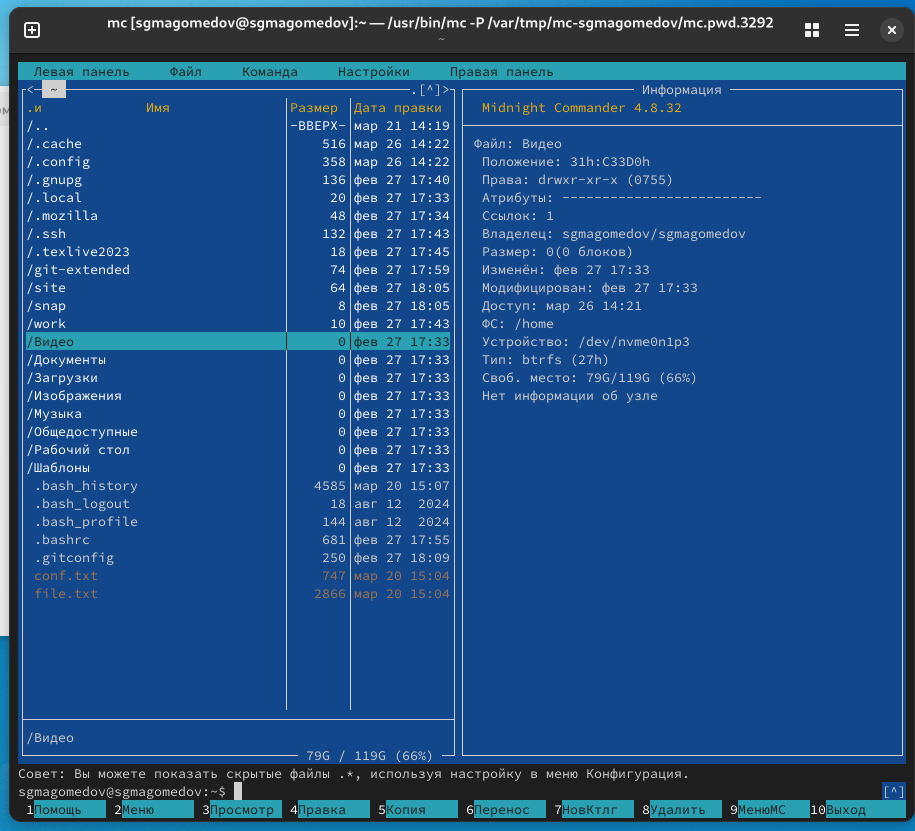 mc [sgmagomedov@sgmagomedov]:~ — /usr/bin/mc -P /var/tmp/mc-sgmagomedov/mc.pwd.3292
~
Левая панель Файл Команда Настройки Правая панель
<─ ~ ─.[^]>
.и Имя Размер Дата правки
/.. -ВВЕРХ- мар 21 14:19
/.cache 516 мар 26 14:22
/.config 358 мар 26 14:22
/.gnupg 136 фев 27 17:40
/.local 20 фев 27 17:33
/.mozilla 48 фев 27 17:34
/.ssh 132 фев 27 17:43
/.texlive2023 18 фев 27 17:45
/git-extended 74 фев 27 17:59
/site 64 фев 27 18:05
/snap 8 фев 27 18:05
/work 10 фев 27 17:43
/Видео 0 фев 27 17:33
/Документы 0 фев 27 17:33
/Загрузки 0 фев 27 17:33
/Изображения 0 фев 27 17:33
/Музыка 0 фев 27 17:33
/Общедоступные 0 фев 27 17:33
/Рабочий стол 0 фев 27 17:33
/Шаблоны 0 фев 27 17:33
.bash_history 4585 мар 20 15:07
.bash_logout 18 авг 12 2024
.bash_profile 144 авг 12 2024
.bashrc 681 фев 27 17:55
.gitconfig 250 фев 27 18:09
conf.txt 747 мар 20 15:04
file.txt 2866 мар 20 15:04
/Видео
79G / 119G (66%)
Информация
Midnight Commander 4.8.32
Файл: Видео
Положение: 31h:C33D0h
Права: drwxr-xr-x (0755)
Атрибуты: -------------------------
Ссылок: 1
Владелец: sgmagomedov/sgmagomedov
Размер: 0(0 блоков)
Изменён: фев 27 17:33
Модифицирован: фев 27 17:33
Доступ: мар 26 14:21
ФС: /home
Устройство: /dev/nvme0n1p3
Тип: btrfs (27h)
Своб. место: 79G/119G (66%)
Нет информации об узле
Совет: Вы можете показать скрытые файлы .*, используя настройку в меню Конфигурация.
sgmagomedov@sgmagomedov:~$ [^]
1Помощь 2Меню 3Просмотр 4Правка 5Копия 6Перенос 7НовКтлг 8Удалить 9МенюМС 10Выход